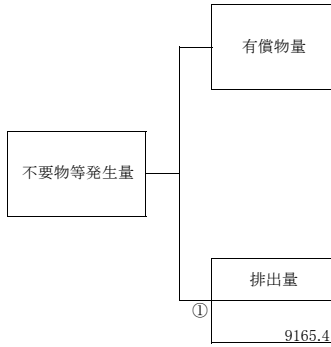 有償物量
不要物等発生量
排出量
①
9165.4